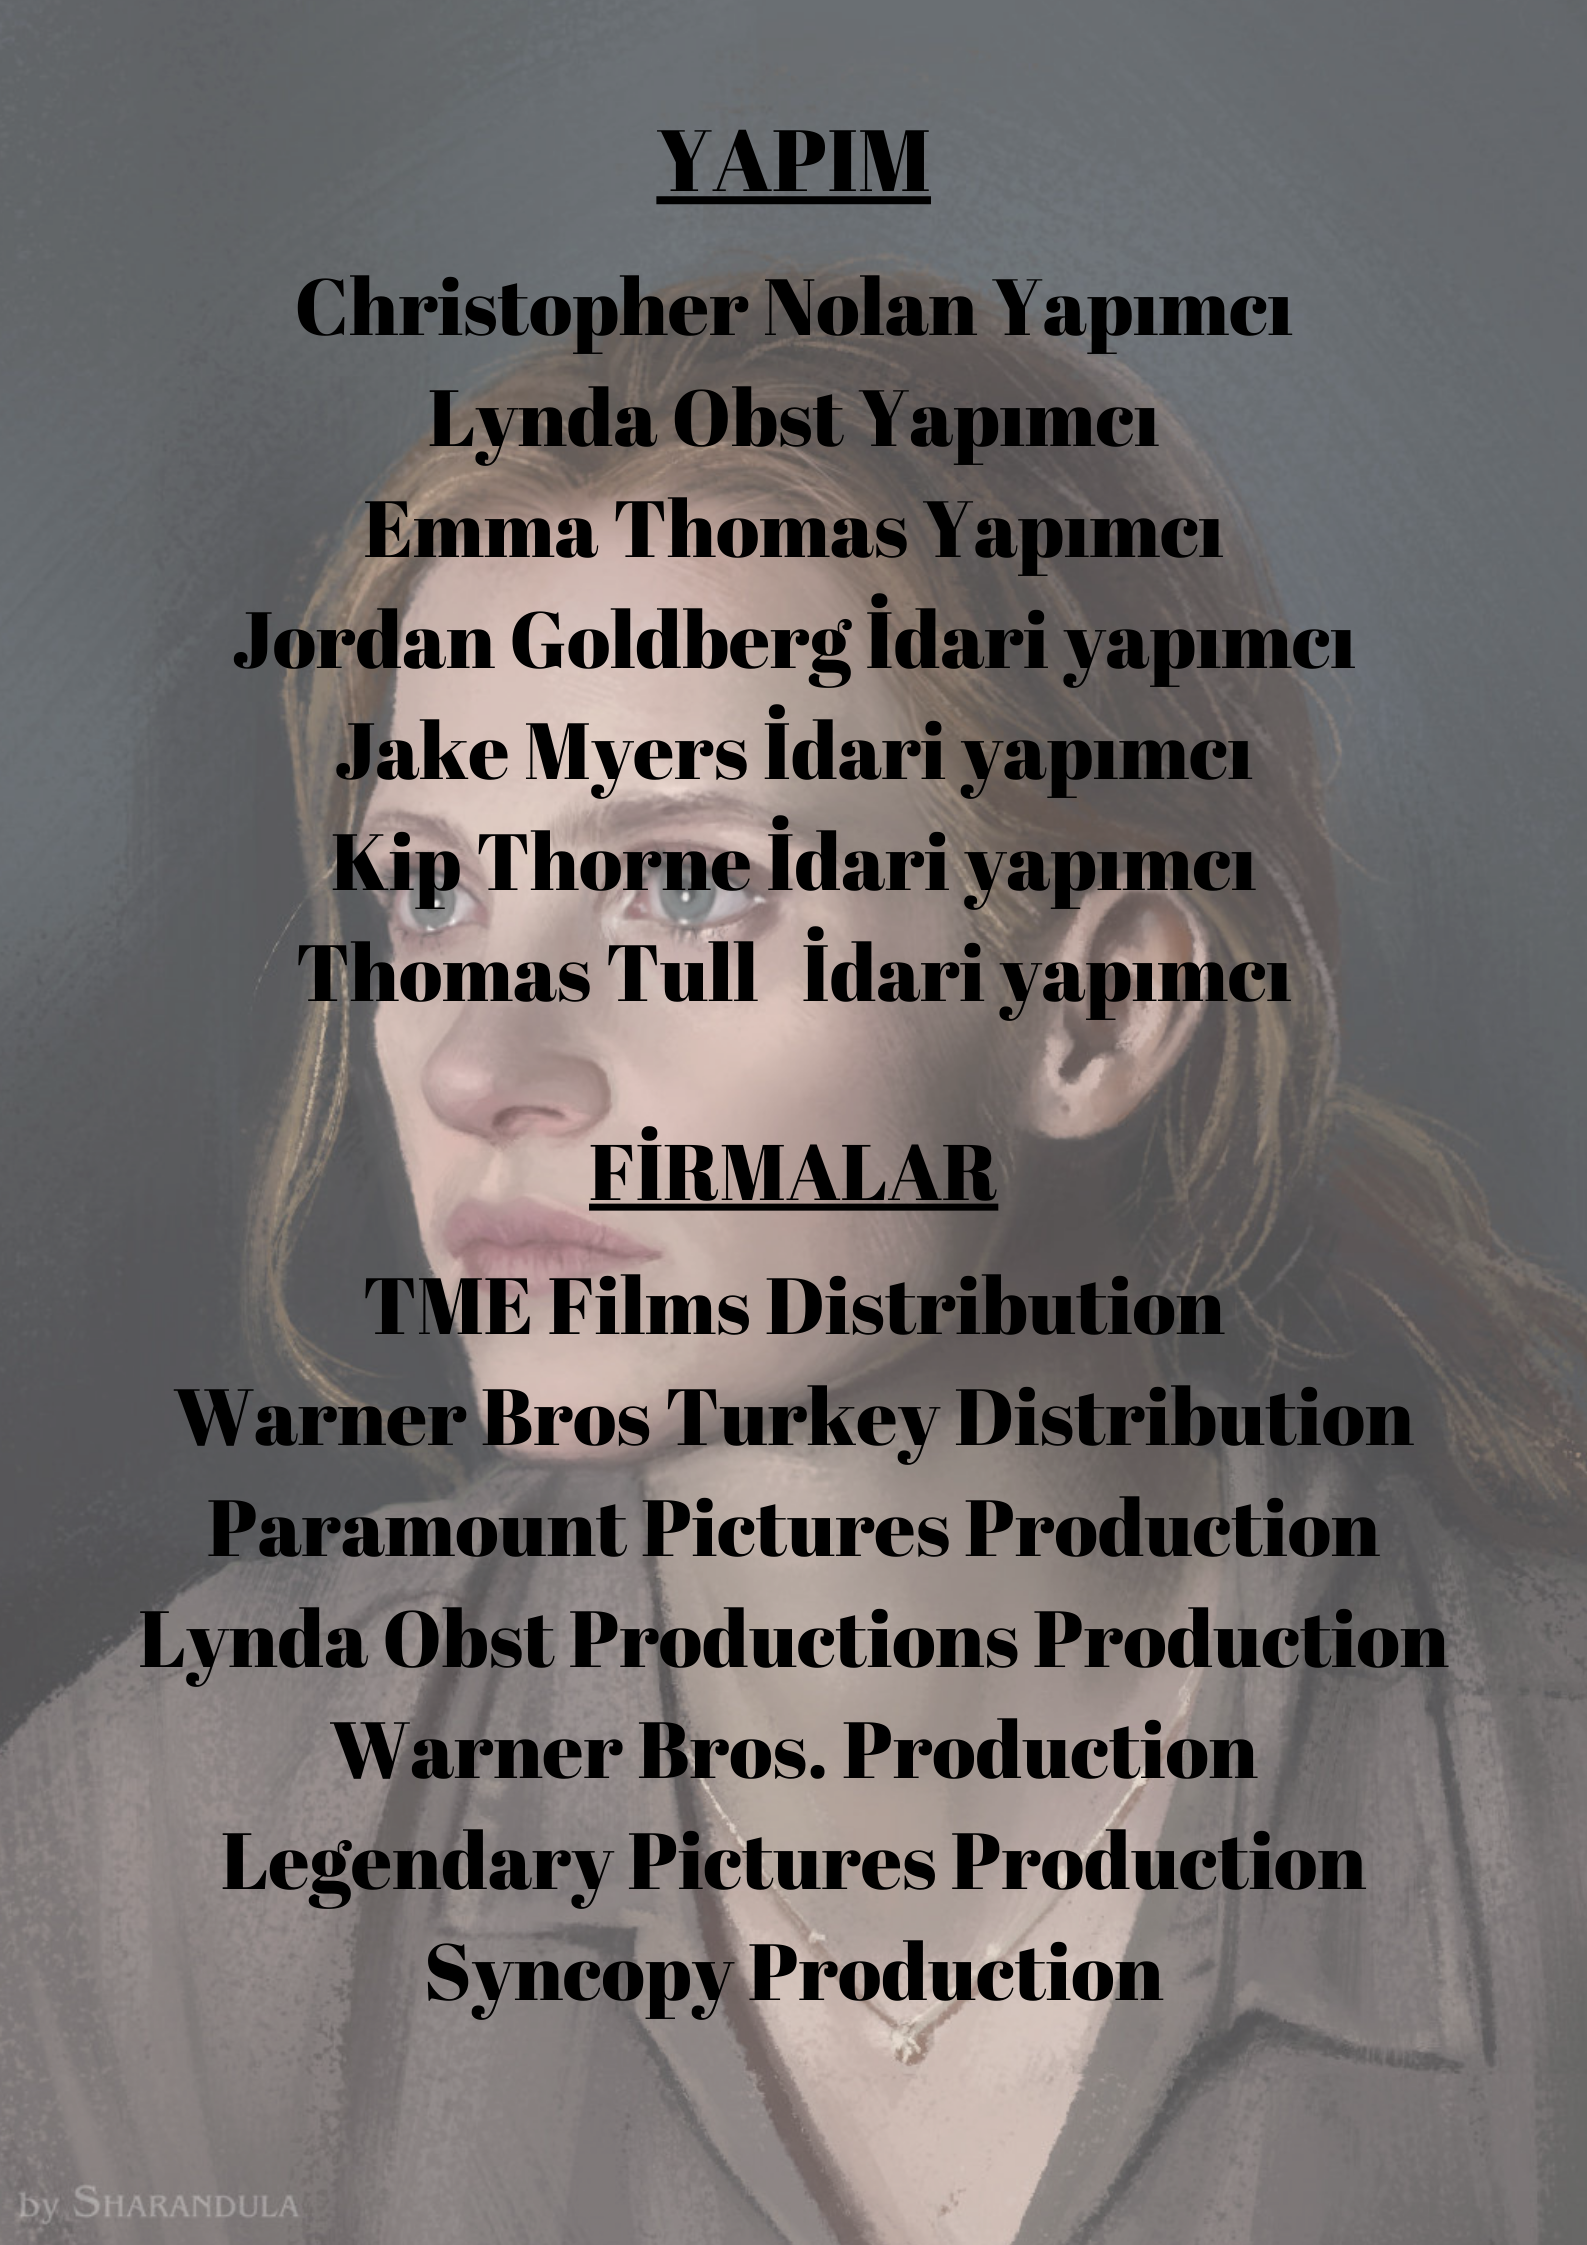 YAPIM
Christopher Nolan Yapımcı
Lynda Obst Yapımcı
Emma Thomas Yapımcı
Jordan Goldberg İdari yapımcı
Jake Myers İdari yapımcı
Kip Thorne İdari yapımcı
Thomas Tull İdari yapımcı
FİRMALAR
TME Films Distribution
Warner Bros Turkey Distribution
Paramount Pictures Production
Lynda Obst Productions Production
Warner Bros. Production
Legendary Pictures Production
Syncopy Production
by SHARANDULA